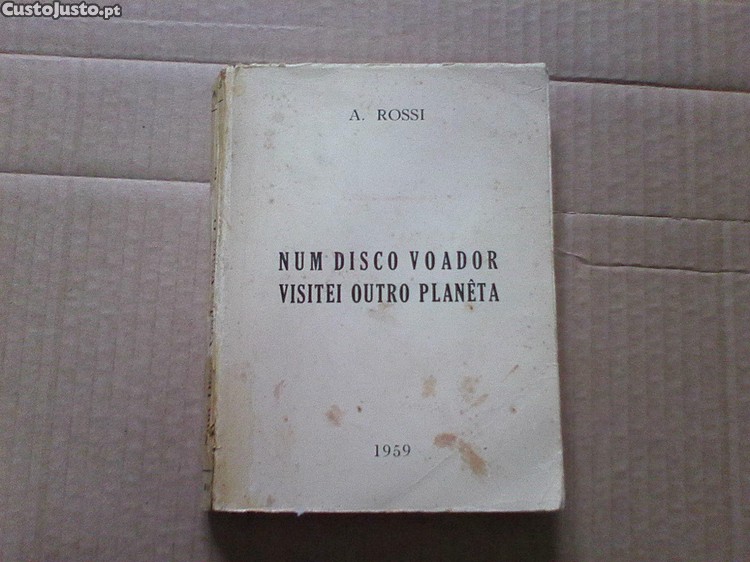 CustoJusto.pt
A. ROSSI
NUM DISCO VOADOR
VISITEI OUTRO PLANÊTA
1959